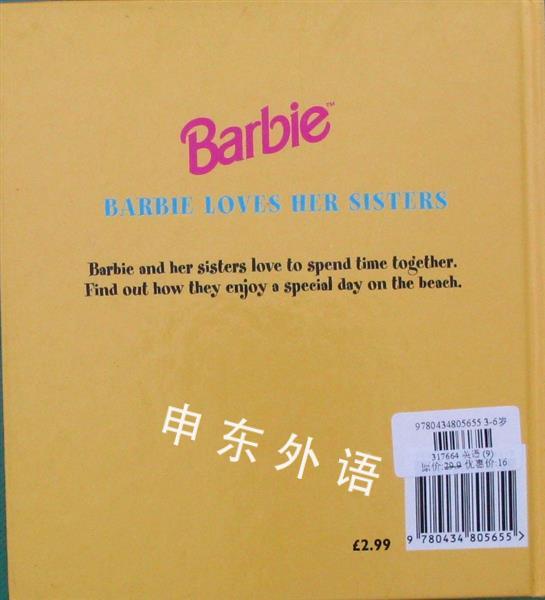 Barbie™
BARBIE LOVES HER SISTERS
Barbie and her sisters love to spend time together.
Find out how they enjoy a special day on the beach.
申东外语
9780434805655 3-6岁
317664 英语 (9)
原价:29.9 优惠价:16
£2.99
9 780434 805655 >